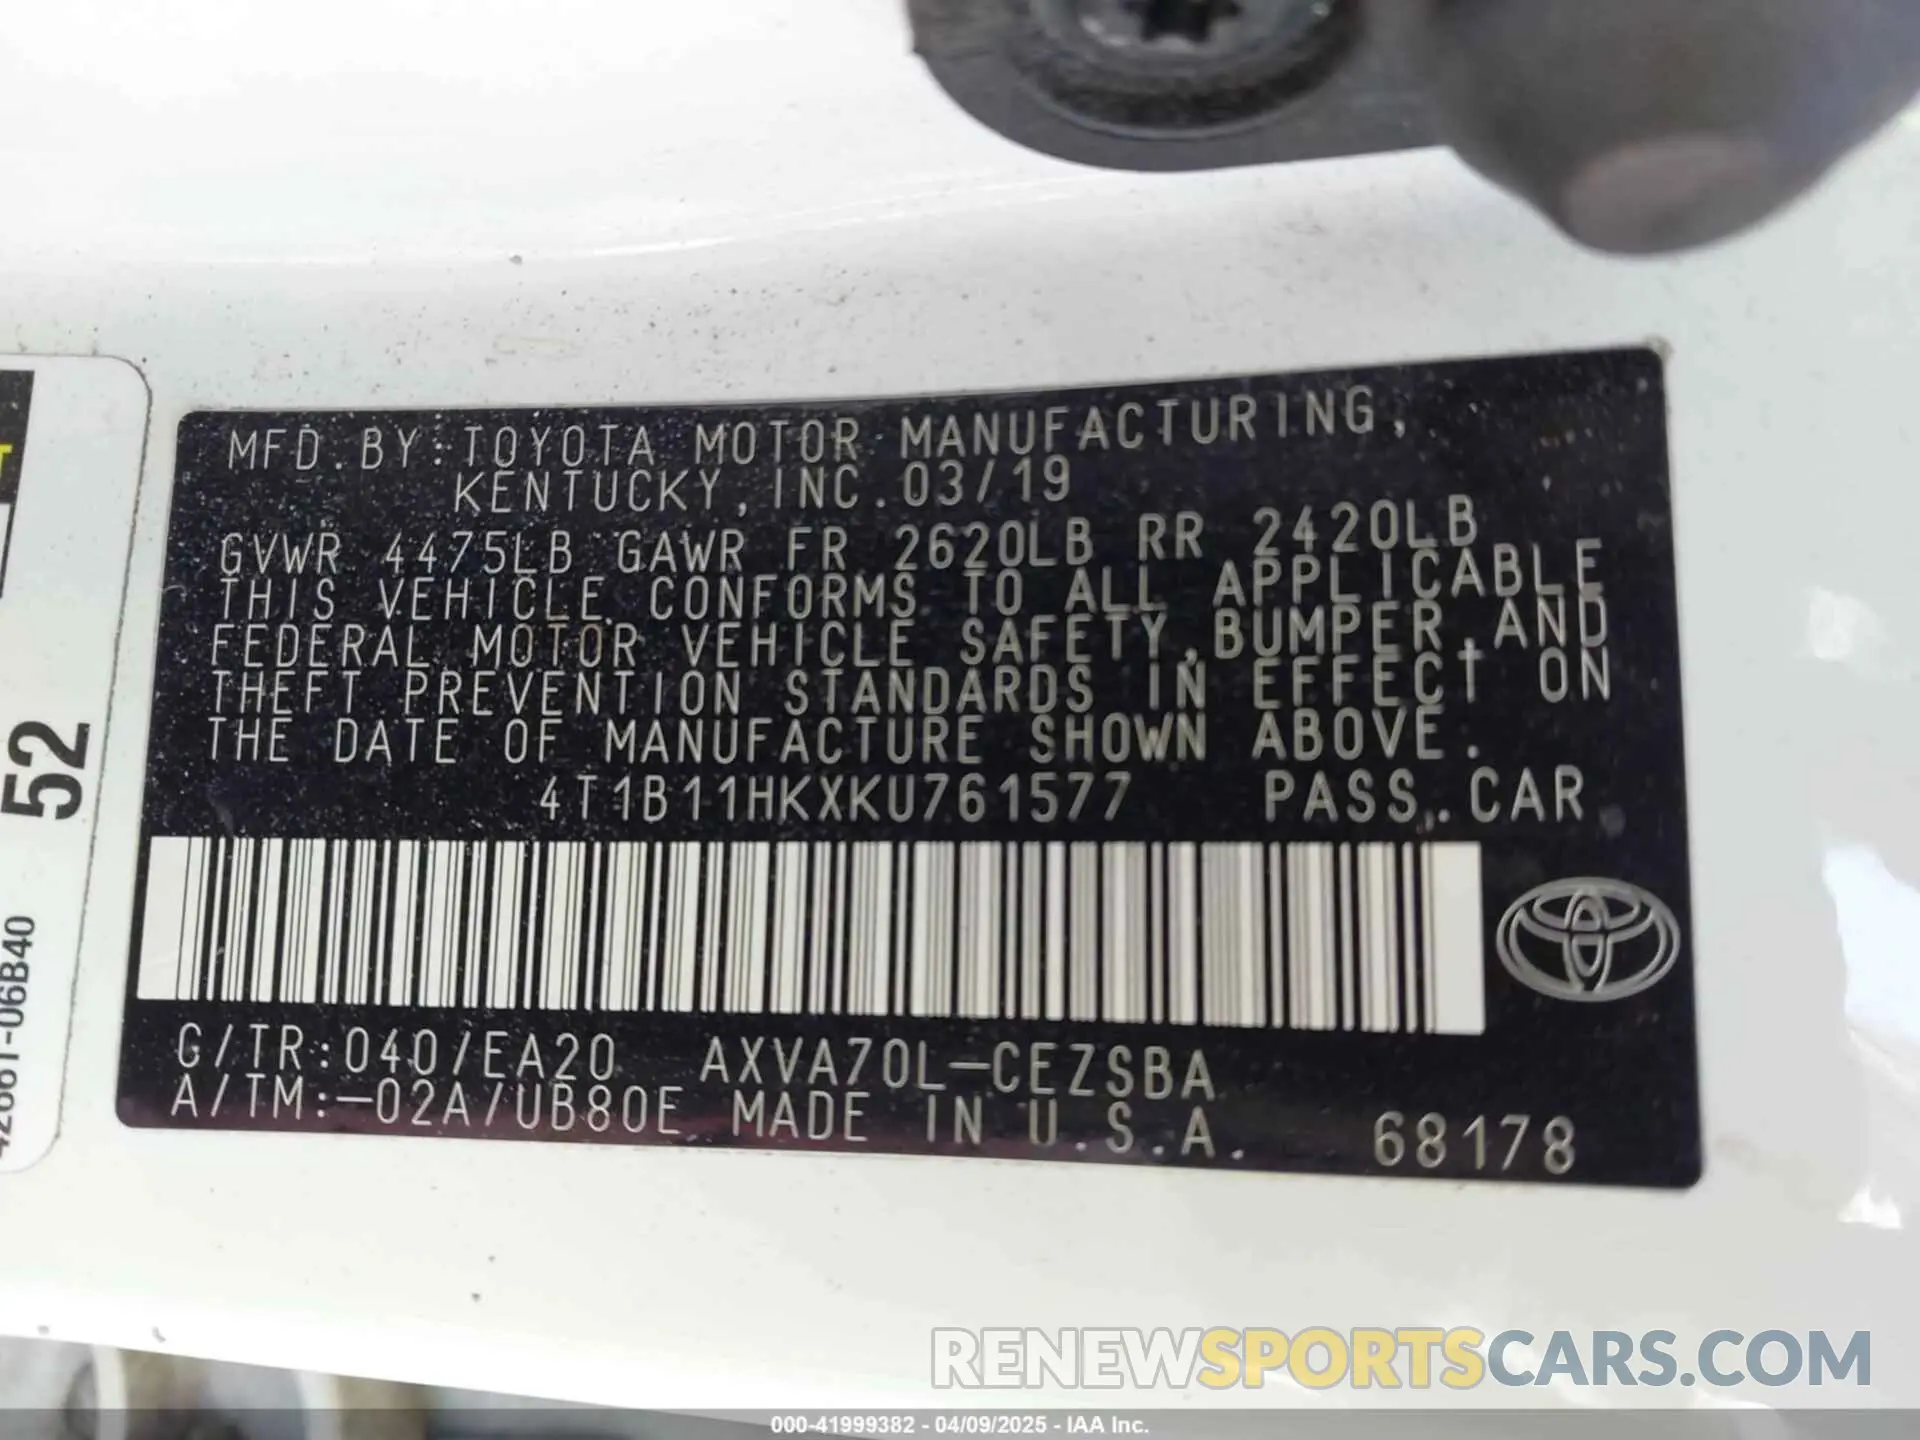 MFD.BY:TOYOTA MOTOR MANUFACTURING,
KENTUCKY,INC.03/19
GVWR 4475LB GAWR FR 2620LB RR 2420LB
THIS VEHICLE CONFORMS TO ALL APPLICABLE
FEDERAL MOTOR VEHICLE SAFETY,BUMPER,AND
THEFT PREVENTION STANDARDS IN EFFECT ON
THE DATE OF MANUFACTURE SHOWN ABOVE.
4T1B11HKXKU761577 PASS.CAR
C/TR:040/EA20 AXVA70L-CEZSBA
A/TM:-02A/UB80E MADE IN U.S.A. 68178
52
RENEWSPORTSCARS.COM
000-41999382 - 04/09/2025 - IAA Inc.